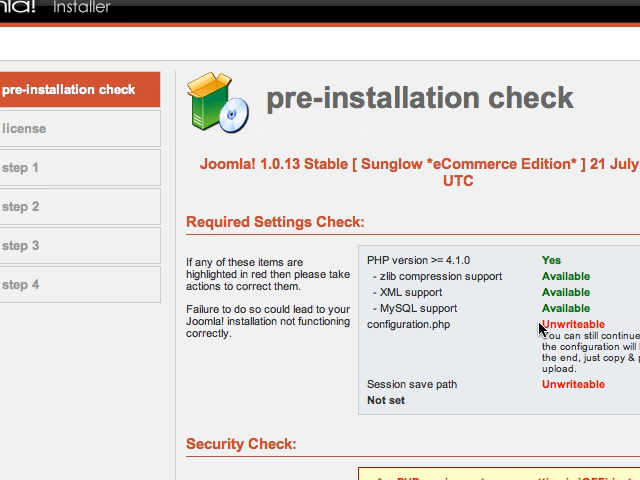 Installer
pre-installation check
license
step 1
step 2
step 3
step 4
pre-installation check
Joomla! 1.0.13 Stable [ Sunglow *eCommerce Edition* ] 21 July
UTC
Required Settings Check:
If any of these items are
highlighted in red then please take
actions to correct them.
Failure to do so could lead to your
Joomla! installation not functioning
correctly.
PHP version >= 4.1.0 Yes
- zlib compression support Available
- XML support Available
- MySQL support Available
configuration.php Unwriteable
You can still continue
the configuration will
the end, just copy &
upload.
Session save path Unwriteable
Not set
Security Check: